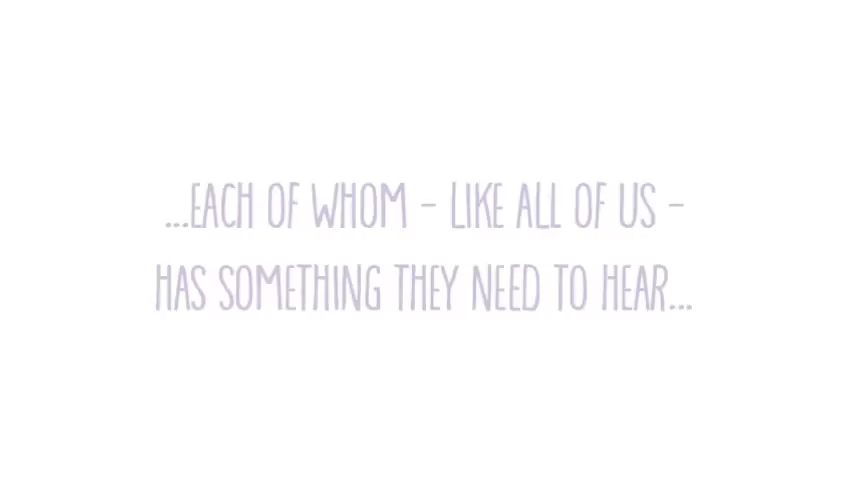 ...EACH OF WHOM - LIKE ALL OF US -
HAS SOMETHING THEY NEED TO HEAR...